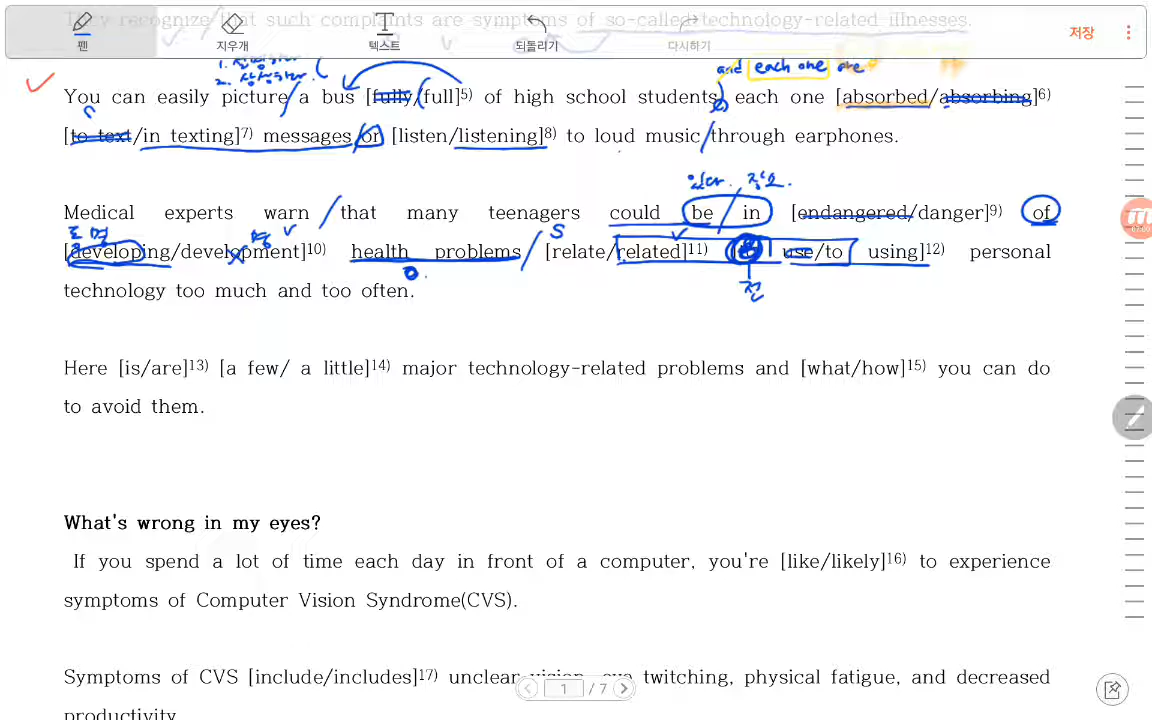 They recognize that such complaints are symptoms of so-called technology-related illnesses.
펜 지우개 텍스트 되돌리기 다시하기 저장
and each one are
You can easily picture a bus [fully/full]5) of high school students, each one [absorbed/absorbing]6)
[to text/in texting]7) messages or [listen/listening]8) to loud music through earphones.
Medical experts warn that many teenagers could be in [endangered/danger]9) of
S
[developing/development]10) health problems [relate/related]11) use/to using]12) personal
전
technology too much and too often.
Here [is/are]13) [a few/ a little]14) major technology-related problems and [what/how]15) you can do
to avoid them.
What's wrong in my eyes?
If you spend a lot of time each day in front of a computer, you're [like/likely]16) to experience
symptoms of Computer Vision Syndrome(CVS).
Symptoms of CVS [include/includes]17) unclear vision, eye twitching, physical fatigue, and decreased
1 / 7
productivity